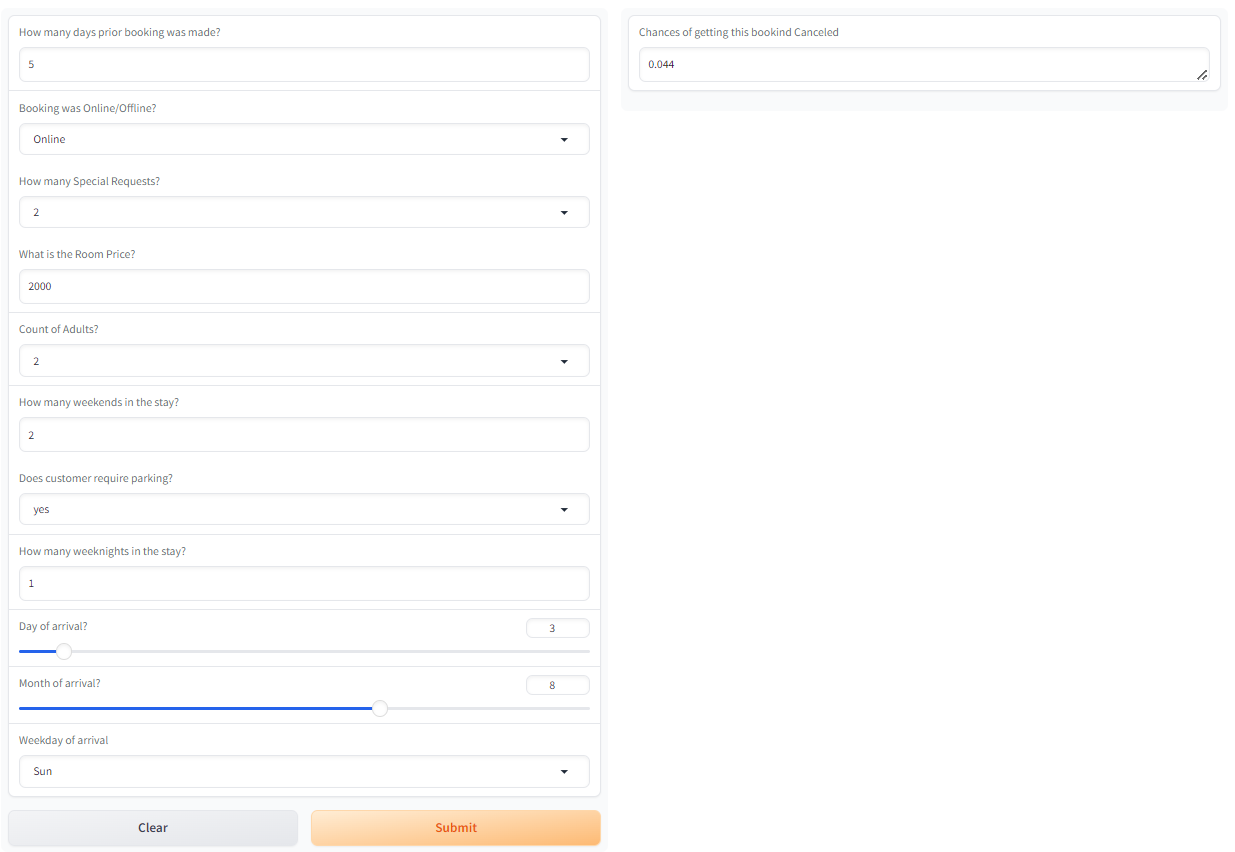 How many days prior booking was made?
5
Booking was Online/Offline?
Online
How many Special Requests?
2
What is the Room Price?
2000
Count of Adults?
2
How many weekends in the stay?
2
Does customer require parking?
yes
How many weeknights in the stay?
1
Day of arrival?
3
Month of arrival?
8
Weekday of arrival
Sun
Clear
Submit
Chances of getting this bookind Canceled
0.044